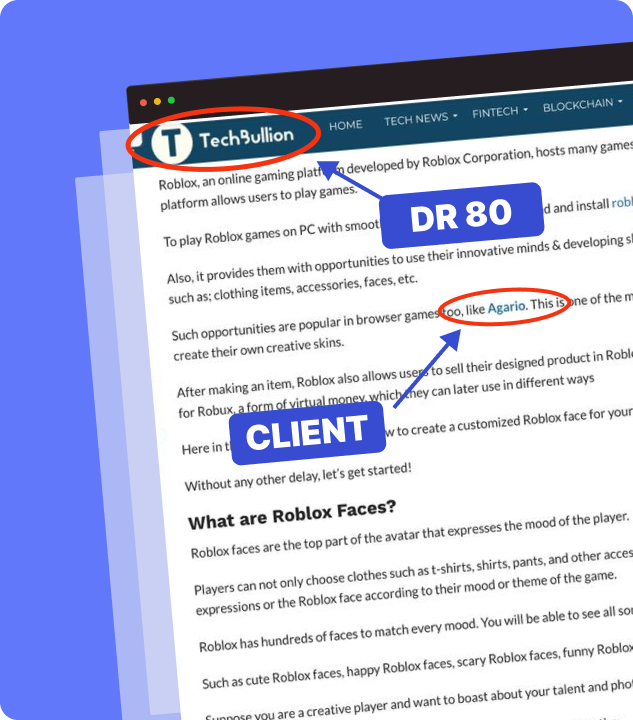 T TechBullion HOME TECH NEWS FINTECH BLOCKCHAIN
Roblox, an online gaming platform developed by Roblox Corporation, hosts many games
platform allows users to play games.
DR 80
To play Roblox games on PC with smoot d and install
Also, it provides them with opportunities to use their innovative minds & developing
such as; clothing items, accessories, faces, etc.
Such opportunities are popular in browser games too, like Agario. This is one of the
create their own creative skins.
After making an item, Roblox also allows users to sell their designed product in
for Robux, a form of virtual money, which they can later use in different ways
CLIENT
Here in w to create a customized Roblox face for your
Without any other delay, let's get started!
What are Roblox Faces?
Roblox faces are the top part of the avatar that expresses the mood of the player.
Players can not only choose clothes such as t-shirts, shirts, pants, and other
expressions or the Roblox face according to their mood or theme of the game.
Roblox has hundreds of faces to match every mood. You will be able to see all
Such as cute Roblox faces, happy Roblox faces, scary Roblox faces, funny Roblox
Suppose you are a creative player and want to boast about your talent and